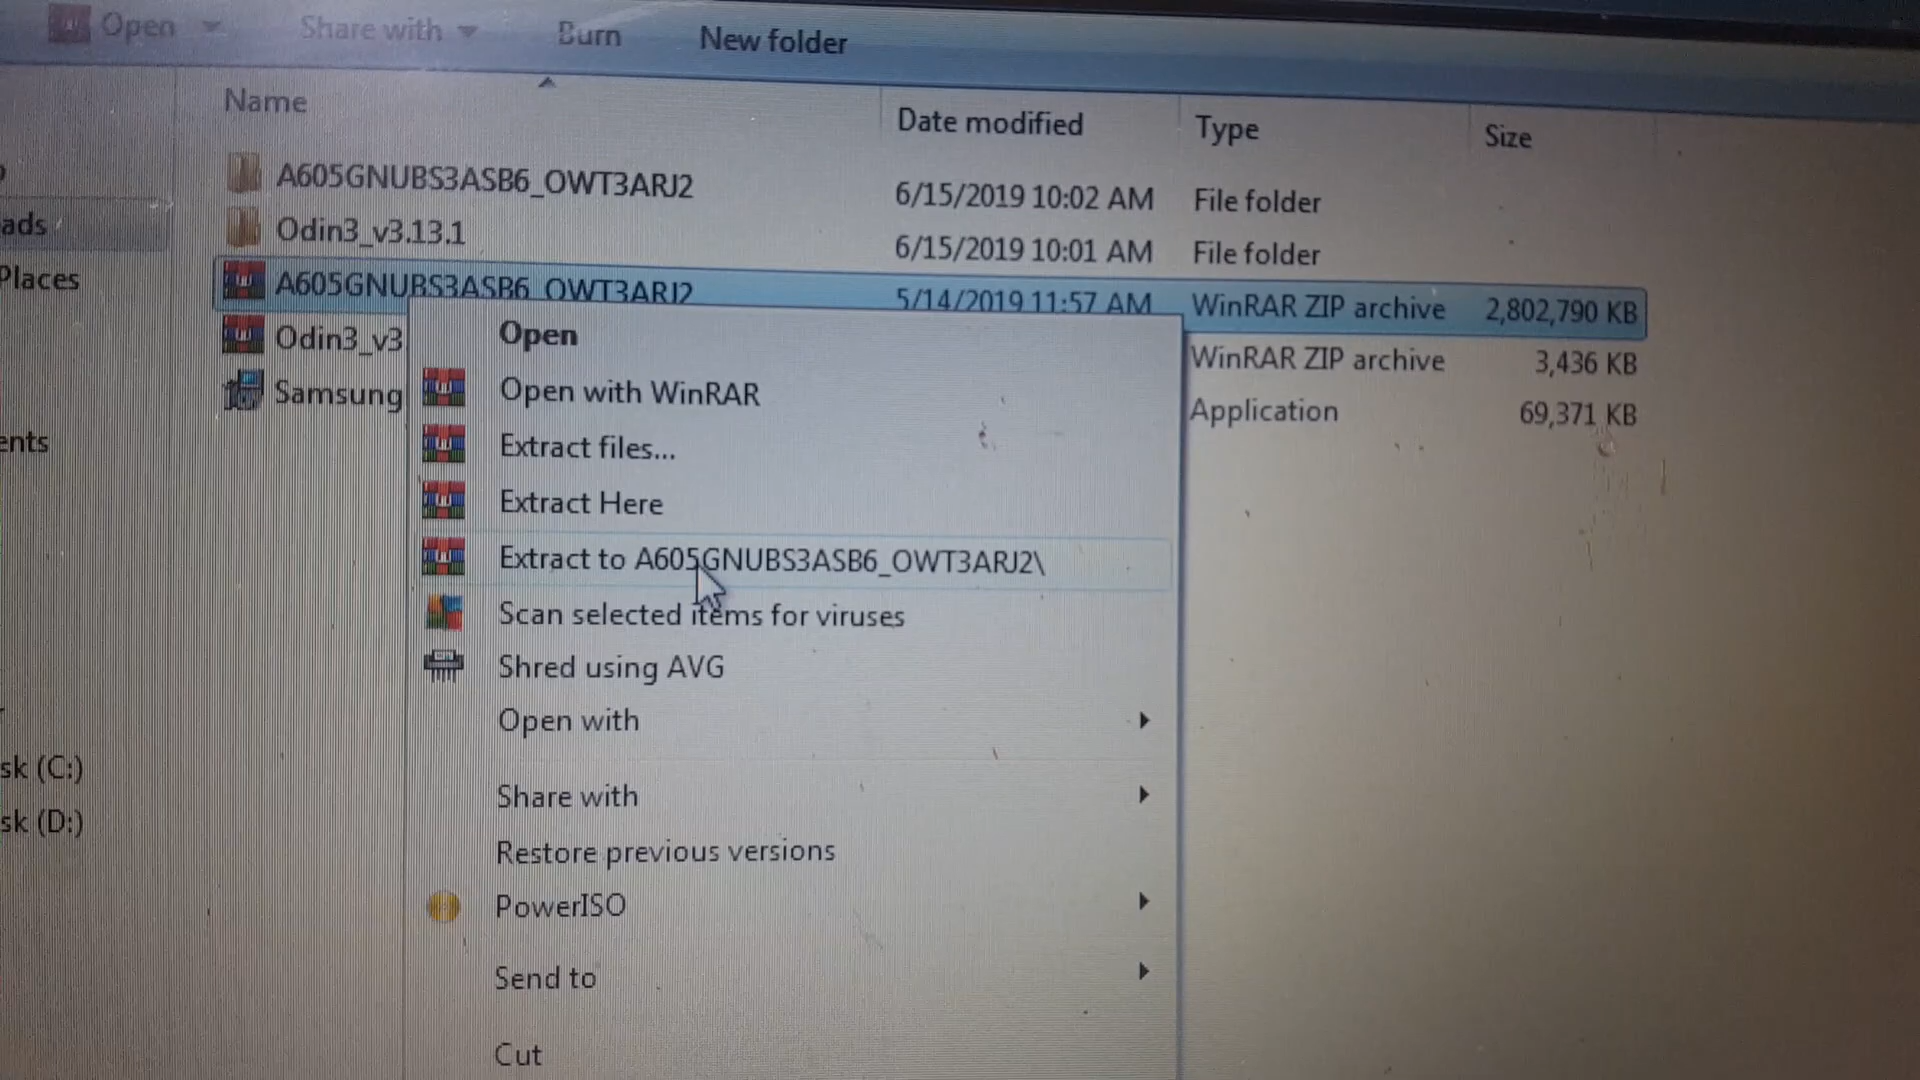 Open
Share with
Burn
New folder
Name
Date modified
Type
Size
A605GNUBS3ASB6_OWT3ARJ2
6/15/2019 10:02 AM
File folder
ads
Odin3_v3.13.1
6/15/2019 10:01 AM
File folder
Places
A605GNUBS3ASB6_OWT3ARJ2
5/14/2019 11:57 AM
WinRAR ZIP archive
2,802,790 KB
Odin3_v3
WinRAR ZIP archive
3,436 KB
Samsung
Application
69,371 KB
ents
sk (C:)
sk (D:)
Open
Open with WinRAR
Extract files...
Extract Here
Extract to A605GNUBS3ASB6_OWT3ARJ2\
Scan selected items for viruses
Shred using AVG
Open with
Share with
Restore previous versions
PowerISO
Send to
Cut